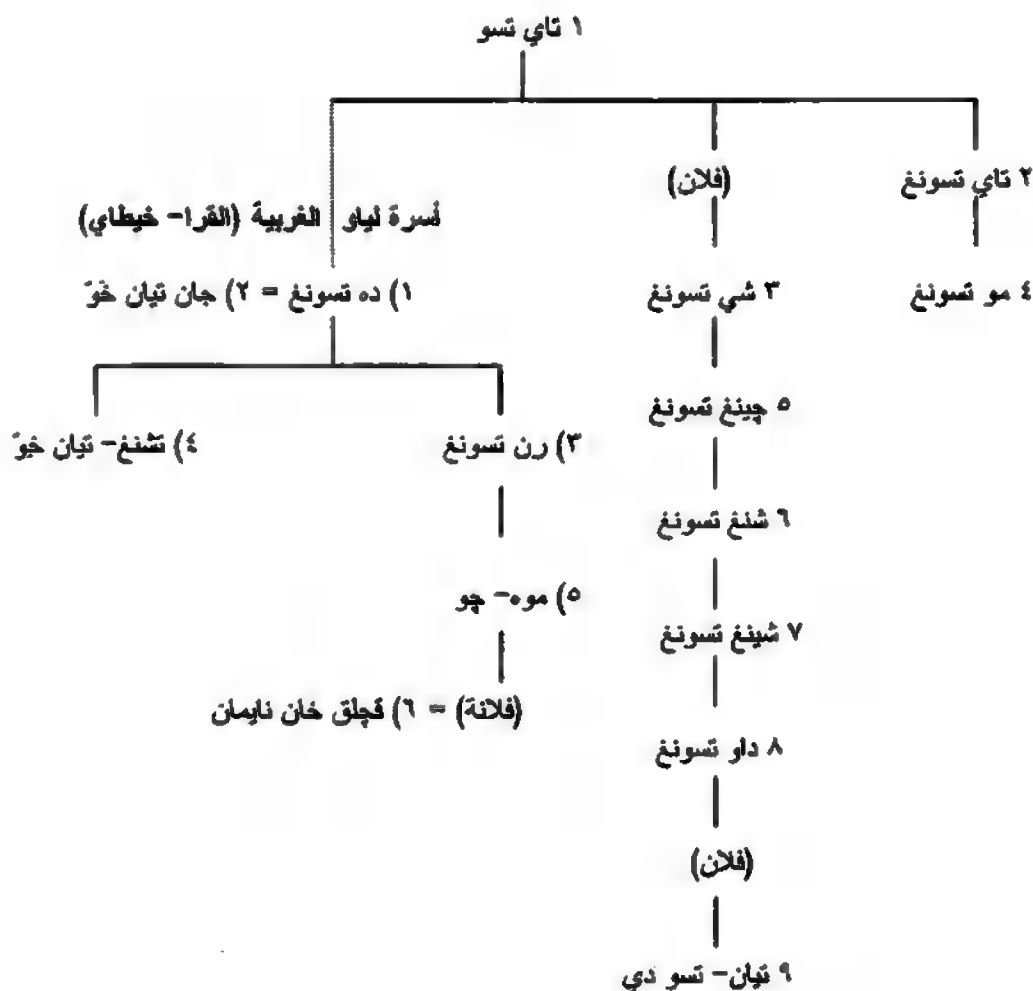 ١ تاي تسو
٢ تاي تسونغ
(فلان)
أسرة لياو الغربية (القرا- خيطاي)
٤ مو تسونغ
٣ شي تسونغ
١) ده تسونغ = ٢) جان تيان خوّ
٥ چينغ تسونغ
٤) تشنغ- تيان خوّ
٣) رن تسونغ
٦ شنغ تسونغ
٥) موه- چو
٧ شينغ تسونغ
(فلانة) = ٦) قچلق خان نايمان
٨ داو تسونغ
(فلان)
٩ تيان- تسو دي